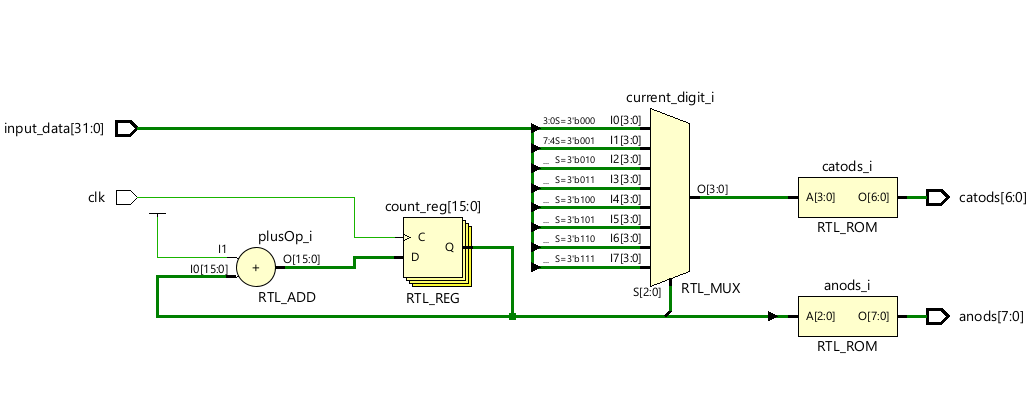 current_digit_i
input_data[31:0]
3:0 S=3'b000 I0[3:0]
7:4 S=3'b001 I1[3:0]
... S=3'b010 I2[3:0]
... S=3'b011 I3[3:0]
... S=3'b100 I4[3:0]
... S=3'b101 I5[3:0]
... S=3'b110 I6[3:0]
... S=3'b111 I7[3:0]
O[3:0]
S[2:0]
RTL_MUX
catods_i
A[3:0] O[6:0]
RTL_ROM
catods[6:0]
clk
count_reg[15:0]
C
D
Q
RTL_REG
plusOp_i
I1
I0[15:0]
+
O[15:0]
RTL_ADD
anods_i
A[2:0] O[7:0]
RTL_ROM
anods[7:0]